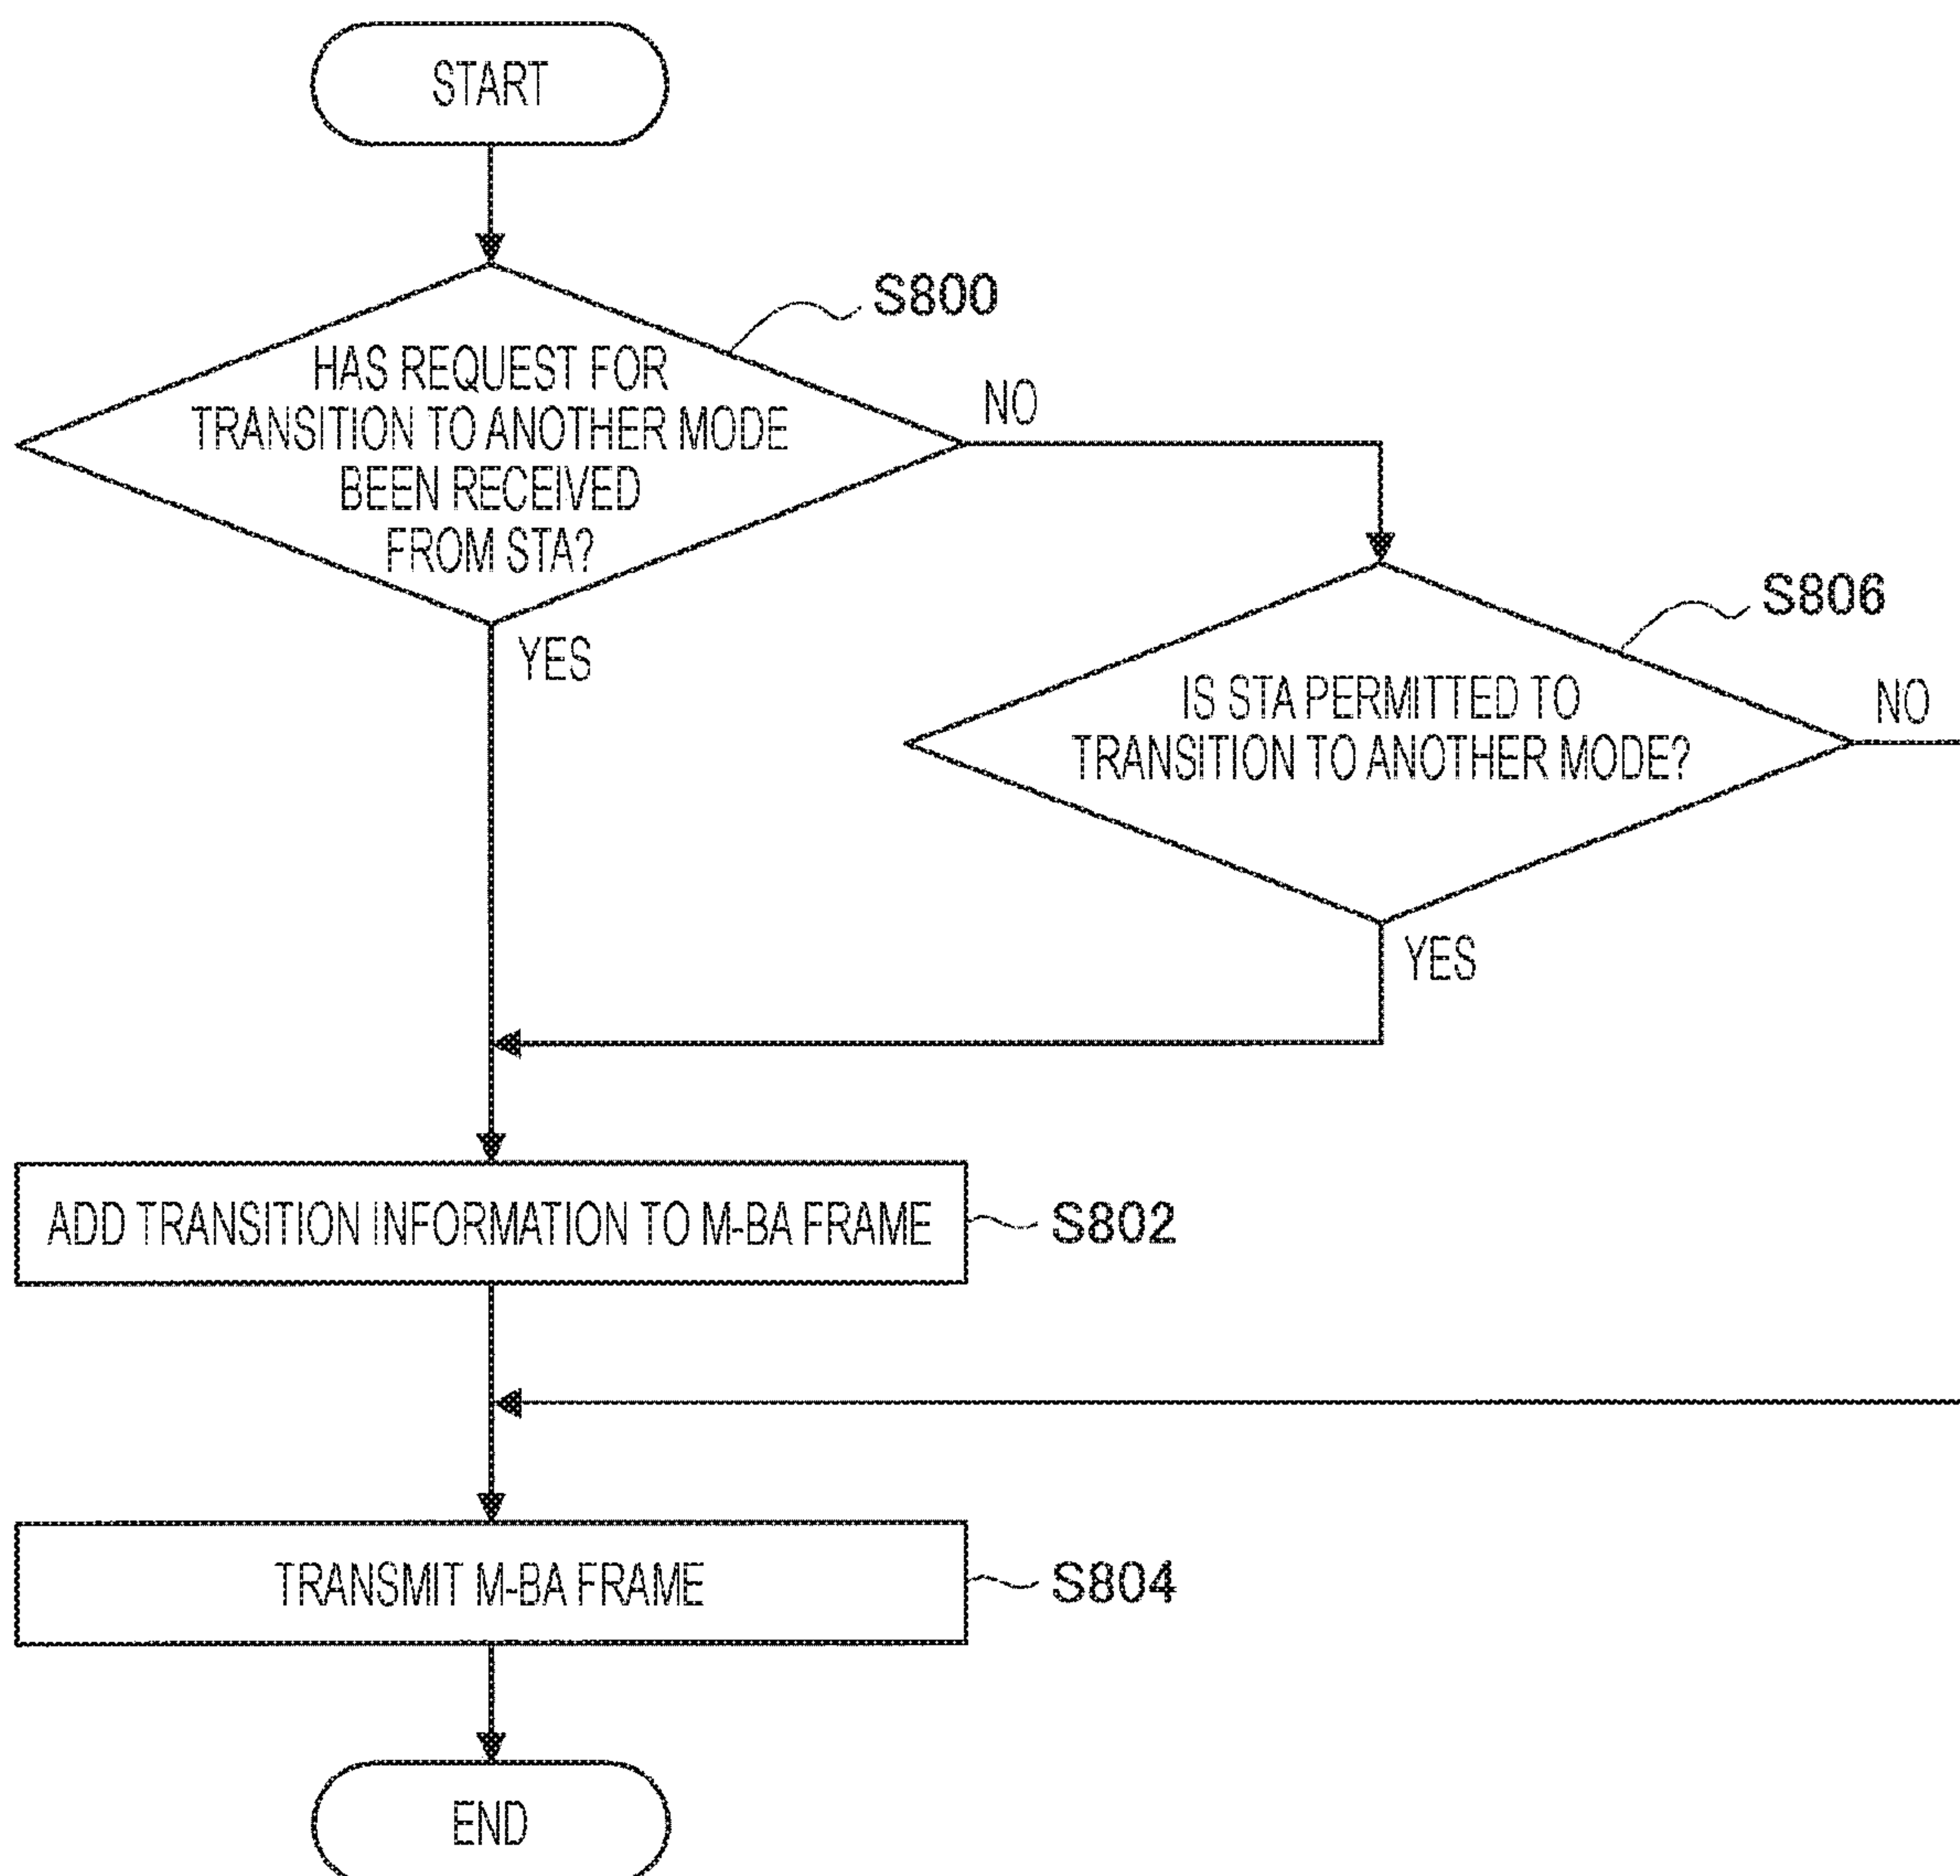 START
S800
HAS REQUEST FOR
TRANSITION TO ANOTHER MODE
BEEN RECEIVED
FROM STA?
NO
YES
S806
IS STA PERMITTED TO
TRANSITION TO ANOTHER MODE?
NO
YES
ADD TRANSITION INFORMATION TO M-BA FRAME
S802
TRANSMIT M-BA FRAME
S804
END